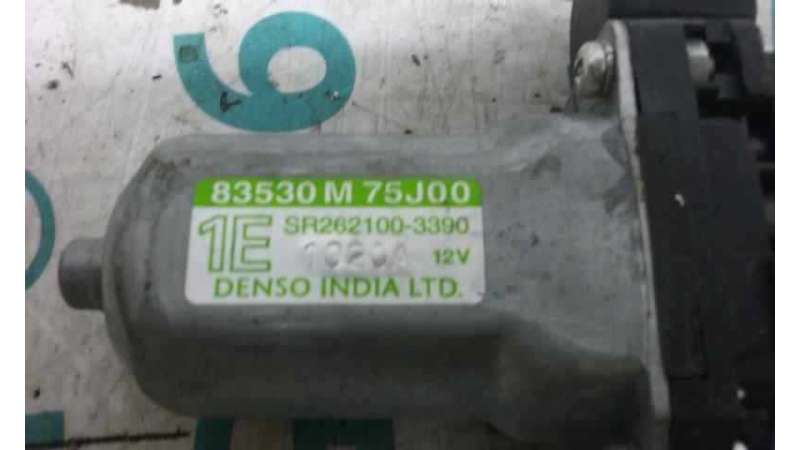 83530 M 75J00
1E SR262100-3390
12V
DENSO INDIA LTD.